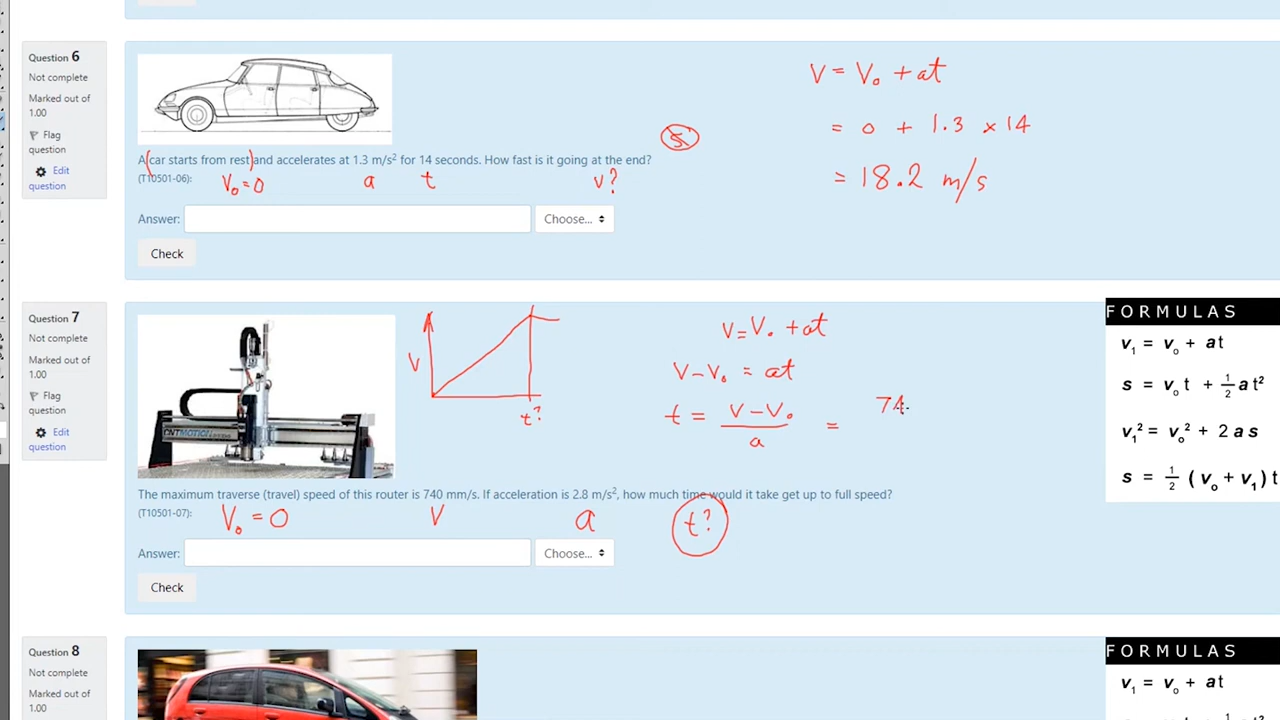 Question 6
Not complete
Marked out of
1.00
Flag
question
Edit
question
A (car starts from rest) and accelerates at 1.3 m/s² for 14 seconds. How fast is it going at the end?
(T10501-06):
V₀ = 0
a
t
v?
s
Answer:
Choose...
Check
V = V₀ + at
= 0 + 1.3 × 14
= 18.2 m/s
Question 7
Not complete
Marked out of
1.00
Flag
question
Edit
question
CNTMOTION
V
t?
V = V₀ + at
V - V₀ = at
t = V - V₀ / a = 74
The maximum traverse (travel) speed of this router is 740 mm/s. If acceleration is 2.8 m/s², how much time would it take get up to full speed?
(T10501-07):
V₀ = 0
V
a
t?
Answer:
Choose...
Check
FORMULAS
v₁ = v₀ + at
s = v₀t + ½at²
v₁² = v₀² + 2as
s = ½(v₀ + v₁)t
Question 8
Not complete
Marked out of
1.00
FORMULAS
v₁ = v₀ + at